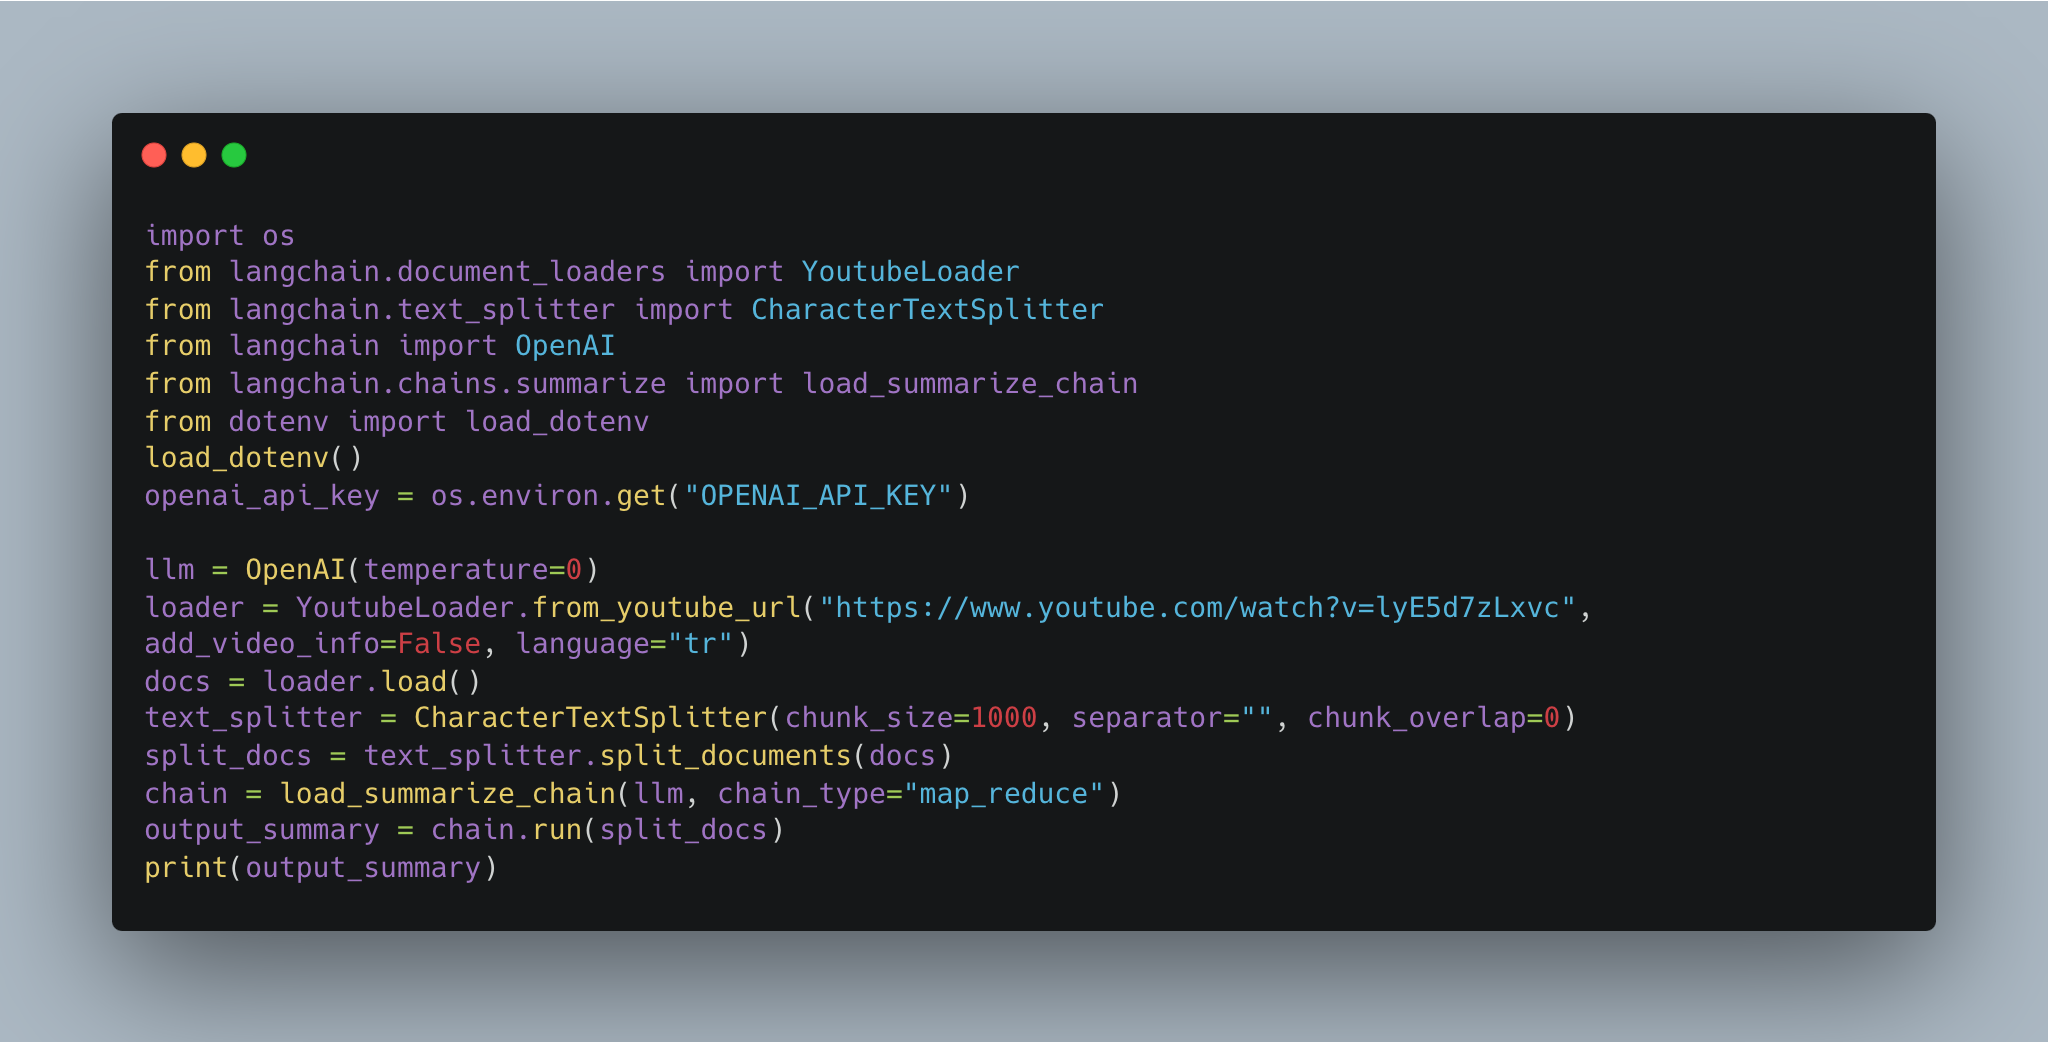 import os
from langchain.document_loaders import YoutubeLoader
from langchain.text_splitter import CharacterTextSplitter
from langchain import OpenAI
from langchain.chains.summarize import load_summarize_chain
from dotenv import load_dotenv
load_dotenv()
openai_api_key = os.environ.get("OPENAI_API_KEY")

llm = OpenAI(temperature=0)
loader = YoutubeLoader.from_youtube_url("https://www.youtube.com/watch?v=lyE5d7zLxvc",
add_video_info=False, language="tr")
docs = loader.load()
text_splitter = CharacterTextSplitter(chunk_size=1000, separator="", chunk_overlap=0)
split_docs = text_splitter.split_documents(docs)
chain = load_summarize_chain(llm, chain_type="map_reduce")
output_summary = chain.run(split_docs)
print(output_summary)